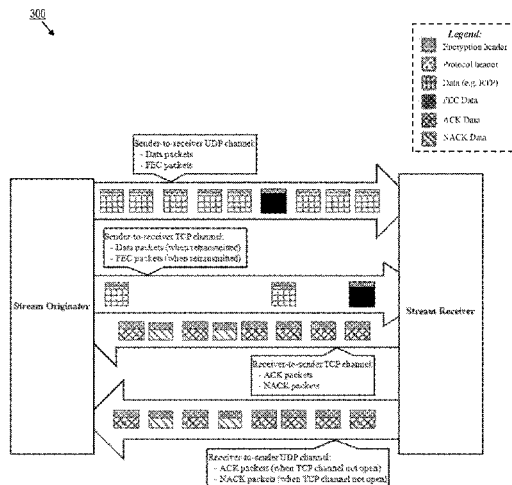 300
Legend:
Encryption header
Protocol header
Data (e.g. RTP)
FEC Data
ACK Data
NACK Data
Sender-to-receiver UDP channel:
- Data packets
- FEC packets
Sender-to-receiver TCP channel:
- Data packets (when retransmitted)
- FEC packets (when retransmitted)
Stream Originator
Stream Receiver
Receiver-to-sender TCP channel:
- ACK packets
- NACK packets
Receiver-to-sender UDP channel:
- ACK packets (when TCP channel not open)
- NACK packets (when TCP channel not open)